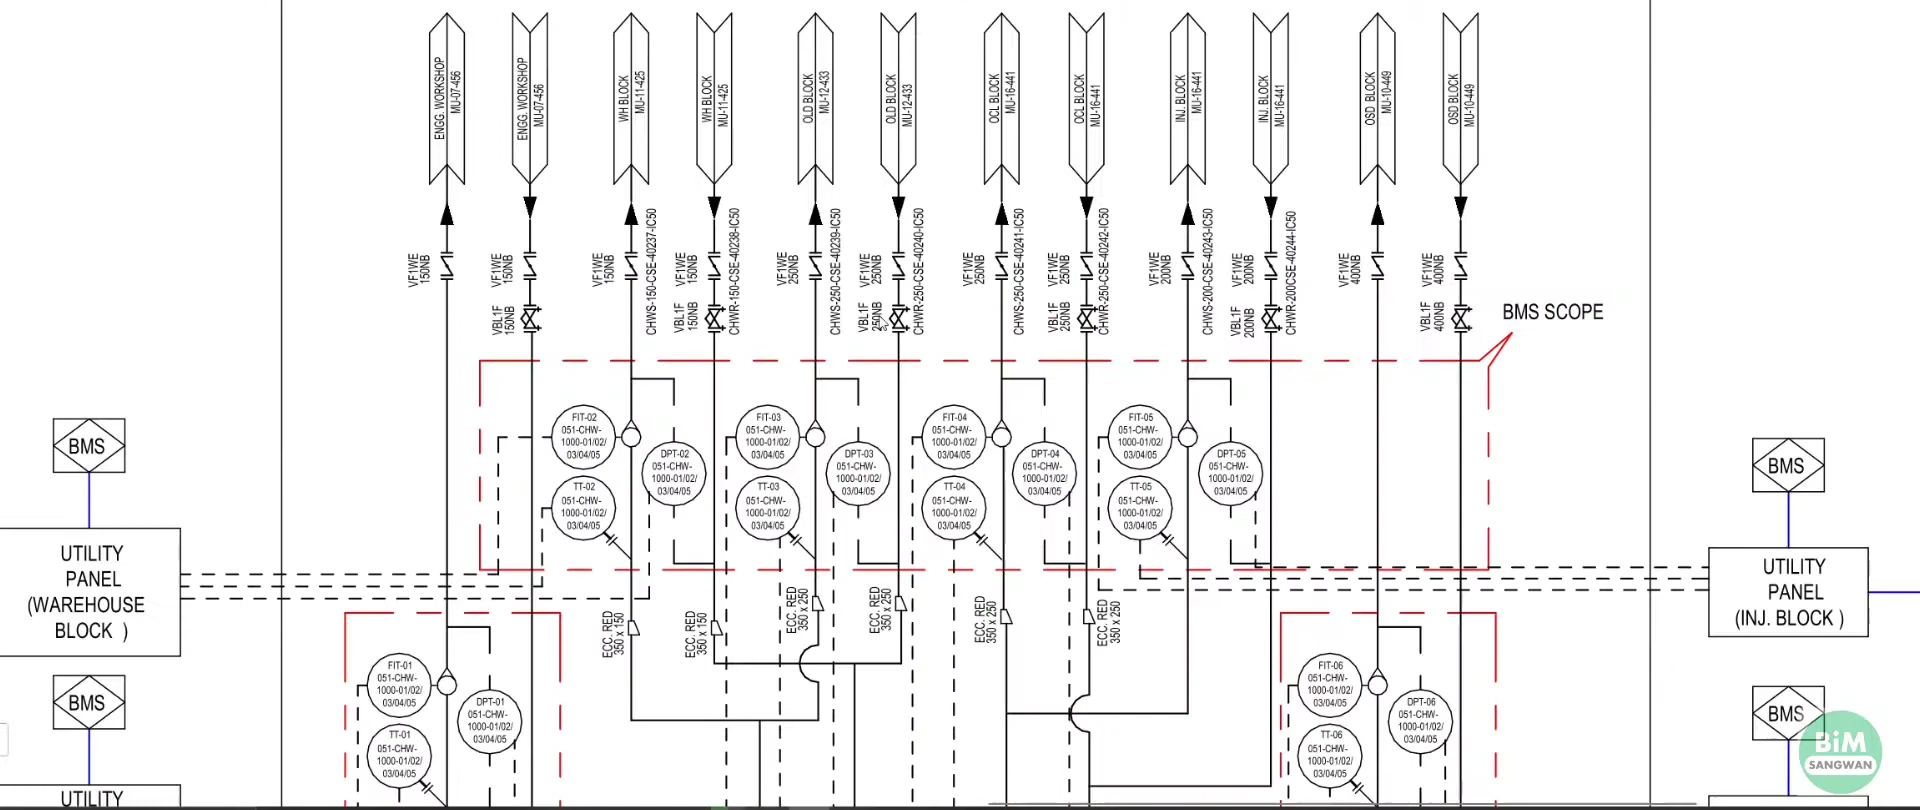 ENGG. WORKSHOP
MU-07-456
ENGG. WORKSHOP
MU-07-456
WH BLOCK
MU-11-425
WH BLOCK
MU-11-425
OLD BLOCK
MU-12-433
OLD BLOCK
MU-12-433
OCL BLOCK
MU-16-441
OCL BLOCK
MU-16-441
INJ. BLOCK
MU-16-441
INJ. BLOCK
MU-16-441
OSD. BLOCK
MU-10-449
OSD BLOCK
MU-10-449
VF1WE
150NB
VF1WE
150NB
VF1WE
150NB
CHWS-150-CSE-40237-IC50
VF1WE
150NB
CHWR-150-CSE-40238-IC50
VF1WE
250NB
CHWS-250-CSE-40239-IC50
VF1WE
250NB
CHWR-250-CSE-40240-IC50
VF1WE
250NB
CHWS-250-CSE-40241-IC50
VF1WE
250NB
CHWR-250-CSE-40242-IC50
VF1WE
200NB
CHWS-200-CSE-40243-IC50
VF1WE
200NB
CHWR-200CSE-40244-IC50
VF1WE
400NB
VF1WE
400NB
VBL1F
150NB
VBL1F
150NB
VBL1F
250NB
VBL1F
250NB
VBL1F
200NB
VBL1F
400NB
BMS SCOPE
FIT-02
051-CHW-
1000-01/02/
03/04/05
FIT-03
051-CHW-
1000-01/02/
03/04/05
FIT-04
051-CHW-
1000-01/02/
03/04/05
FIT-05
051-CHW-
1000-01/02/
03/04/05
DPT-02
051-CHW-
1000-01/02/
03/04/05
DPT-03
051-CHW-
1000-01/02/
03/04/05
DPT-04
051-CHW-
1000-01/02/
03/04/05
DPT-05
051-CHW-
1000-01/02/
03/04/05
TT-02
051-CHW-
1000-01/02/
03/04/05
TT-03
051-CHW-
1000-01/02/
03/04/05
TT-04
051-CHW-
1000-01/02/
03/04/05
TT-05
051-CHW-
1000-01/02/
03/04/05
BMS
BMS
UTILITY
PANEL
(WAREHOUSE
BLOCK )
UTILITY
PANEL
(INJ. BLOCK )
ECC. RED
350 x 150
ECC. RED
350 x 150
ECC. RED
350 x 250
ECC. RED
350 x 250
ECC. RED
350 x 250
ECC. RED
350 x 250
FIT-01
051-CHW-
1000-01/02/
03/04/05
DPT-01
051-CHW-
1000-01/02/
03/04/05
TT-01
051-CHW-
1000-01/02/
03/04/05
FIT-06
051-CHW-
1000-01/02/
03/04/05
DPT-06
051-CHW-
1000-01/02/
03/04/05
TT-06
051-CHW-
1000-01/02/
03/04/05
BMS
BMS
UTILITY
BiM
SANGWAN